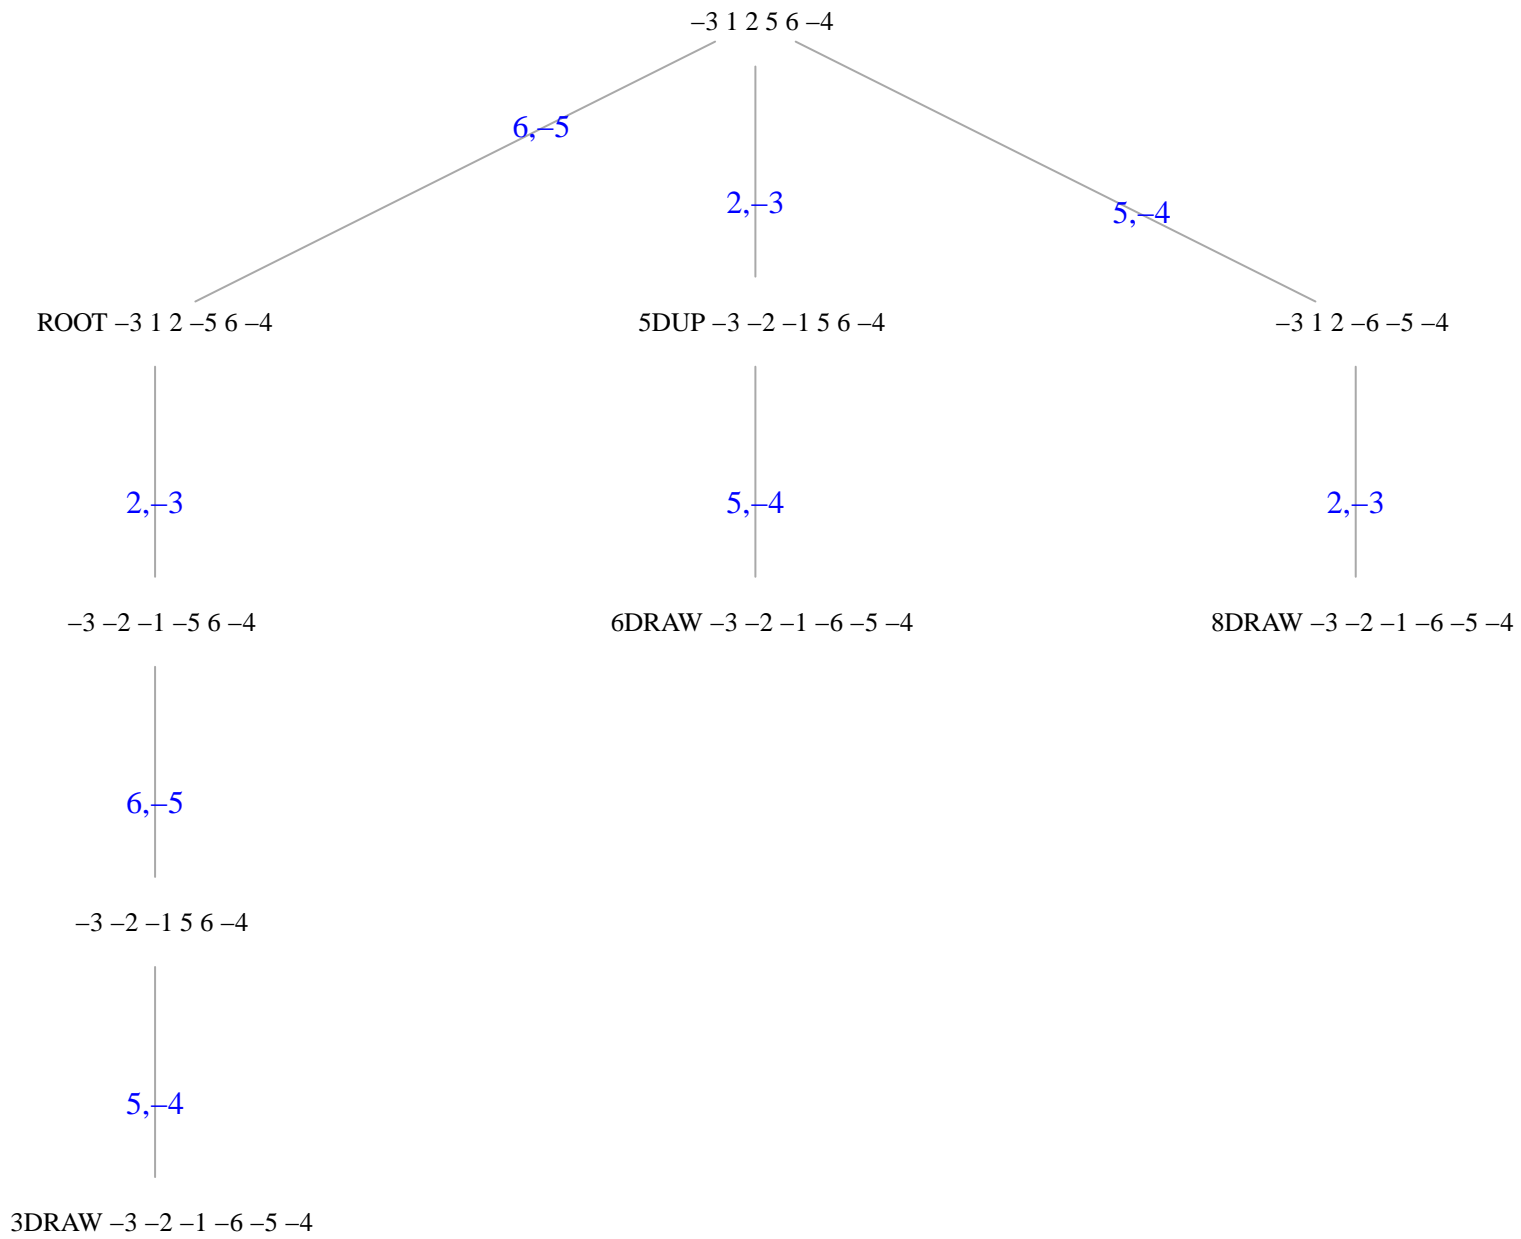 –3 1 2 5 6 –4
6,–5
2,–3
5,–4
ROOT –3 1 2 –5 6 –4
5DUP –3 –2 –1 5 6 –4
–3 1 2 –6 –5 –4
2,–3
5,–4
2,–3
–3 –2 –1 –5 6 –4
6DRAW –3 –2 –1 –6 –5 –4
8DRAW –3 –2 –1 –6 –5 –4
6,–5
–3 –2 –1 5 6 –4
5,–4
3DRAW –3 –2 –1 –6 –5 –4